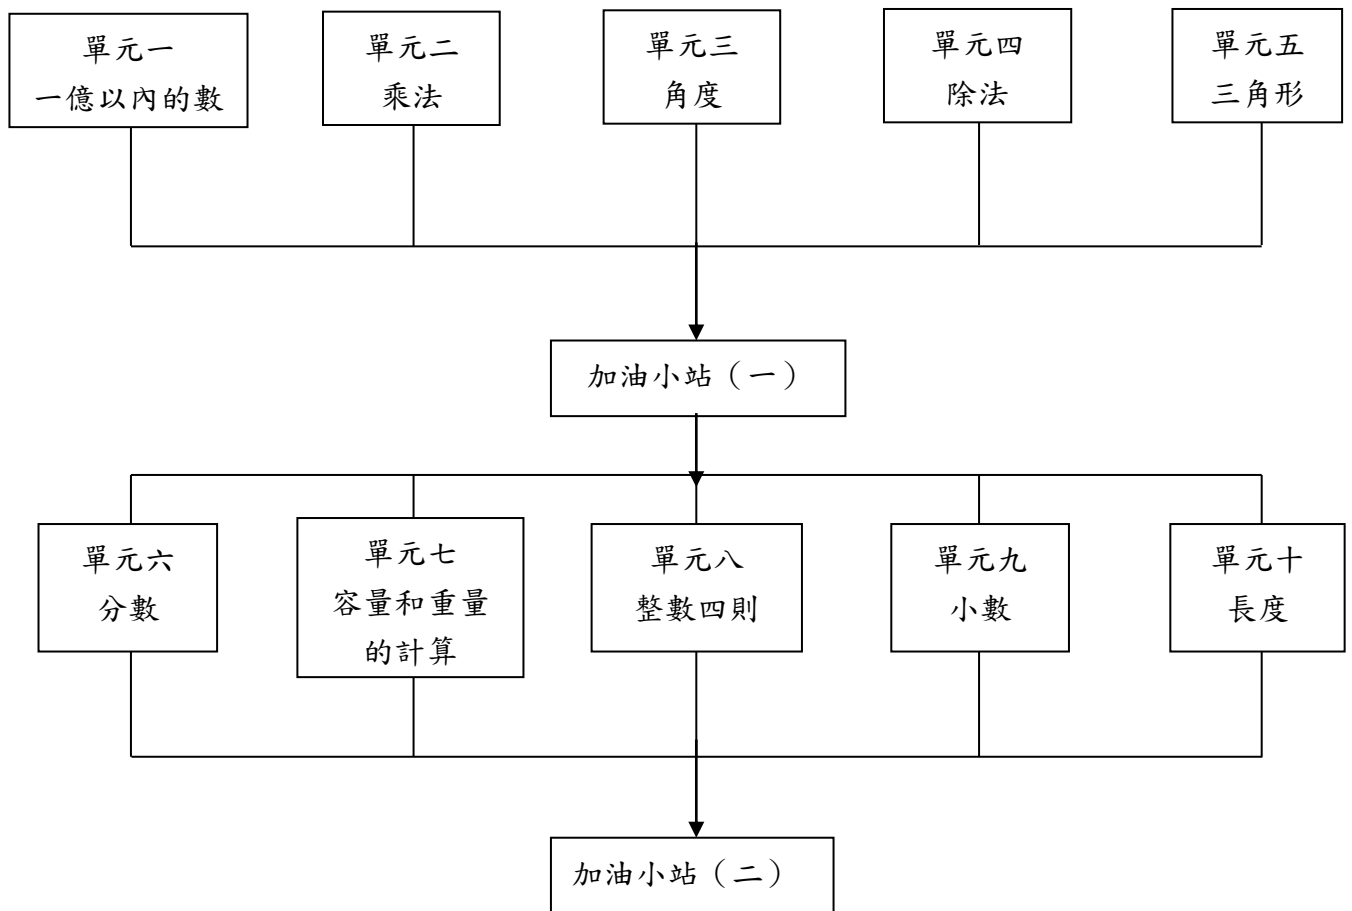 單元一
一億以內的數
單元二
乘法
單元三
角度
單元四
除法
單元五
三角形
加油小站（一）
單元六
分數
單元七
容量和重量
的計算
單元八
整數四則
單元九
小數
單元十
長度
加油小站（二）